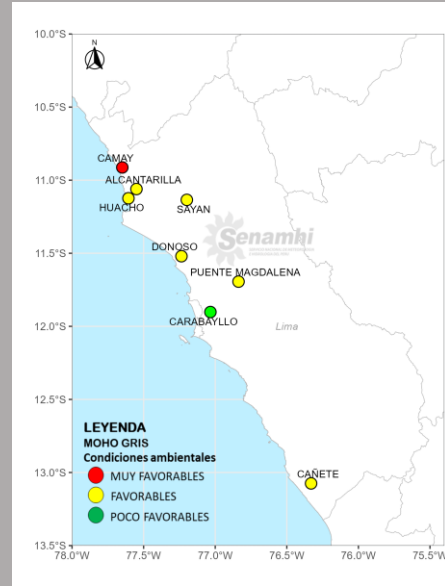 10.0°S
N
10.5°S
CAMAY
11.0°S
ALCANTARILLA
HUACHO
SAYAN
Senamhi
11.5°S
DONOSO
PUENTE MAGDALENA
12.0°S
CARABAYLLO
Lima
12.5°S
LEYENDA
MOHO GRIS
Condiciones ambientales
MUY FAVORABLES
FAVORABLES
POCO FAVORABLES
13.0°S
CAÑETE
13.5°S
78.0°W 77.5°W 77.0°W 76.5°W 76.0°W 75.5°W